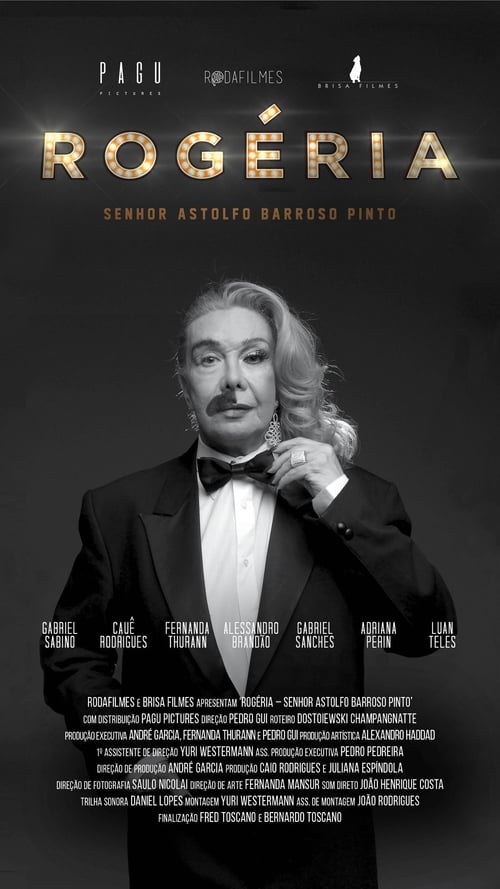 PAGU
PICTURES
RODAFILMES
BRISA FILMES
ROGÉRIA
SENHOR ASTOLFO BARROSO PINTO
GABRIEL SABINO
CAUÊ RODRIGUES
FERNANDA THURANN
ALESSANDRO BRANDÃO
GABRIEL SANCHES
ADRIANA PERIN
LUAN TELES
RODAFILMES E BRISA FILMES APRESENTAM 'ROGÉRIA – SENHOR ASTOLFO BARROSO PINTO'
COM DISTRIBUIÇÃO PAGU PICTURES DIREÇÃO PEDRO GUI ROTEIRO DOSTOIEWSKI CHAMPANGNATTE
PRODUÇÃO EXECUTIVA ANDRÉ GARCIA, FERNANDA THURANN E PEDRO GUI PRODUÇÃO ARTÍSTICA ALEXANDRO HADDAD
1º ASSISTENTE DE DIREÇÃO YURI WESTERMANN ASS. PRODUÇÃO EXECUTIVA PEDRO PEDREIRA
DIREÇÃO DE PRODUÇÃO ANDRÉ GARCIA PRODUÇÃO CAIO RODRIGUES E JULIANA ESPÍNDOLA
DIREÇÃO DE FOTOGRAFIA SAULO NICOLAI DIREÇÃO DE ARTE FERNANDA MANSUR SOM DIRETO JOÃO HENRIQUE COSTA
TRILHA SONORA DANIEL LOPES MONTAGEM YURI WESTERMANN ASS. DE MONTAGEM JOÃO RODRIGUES
FINALIZAÇÃO FRED TOSCANO E BERNARDO TOSCANO